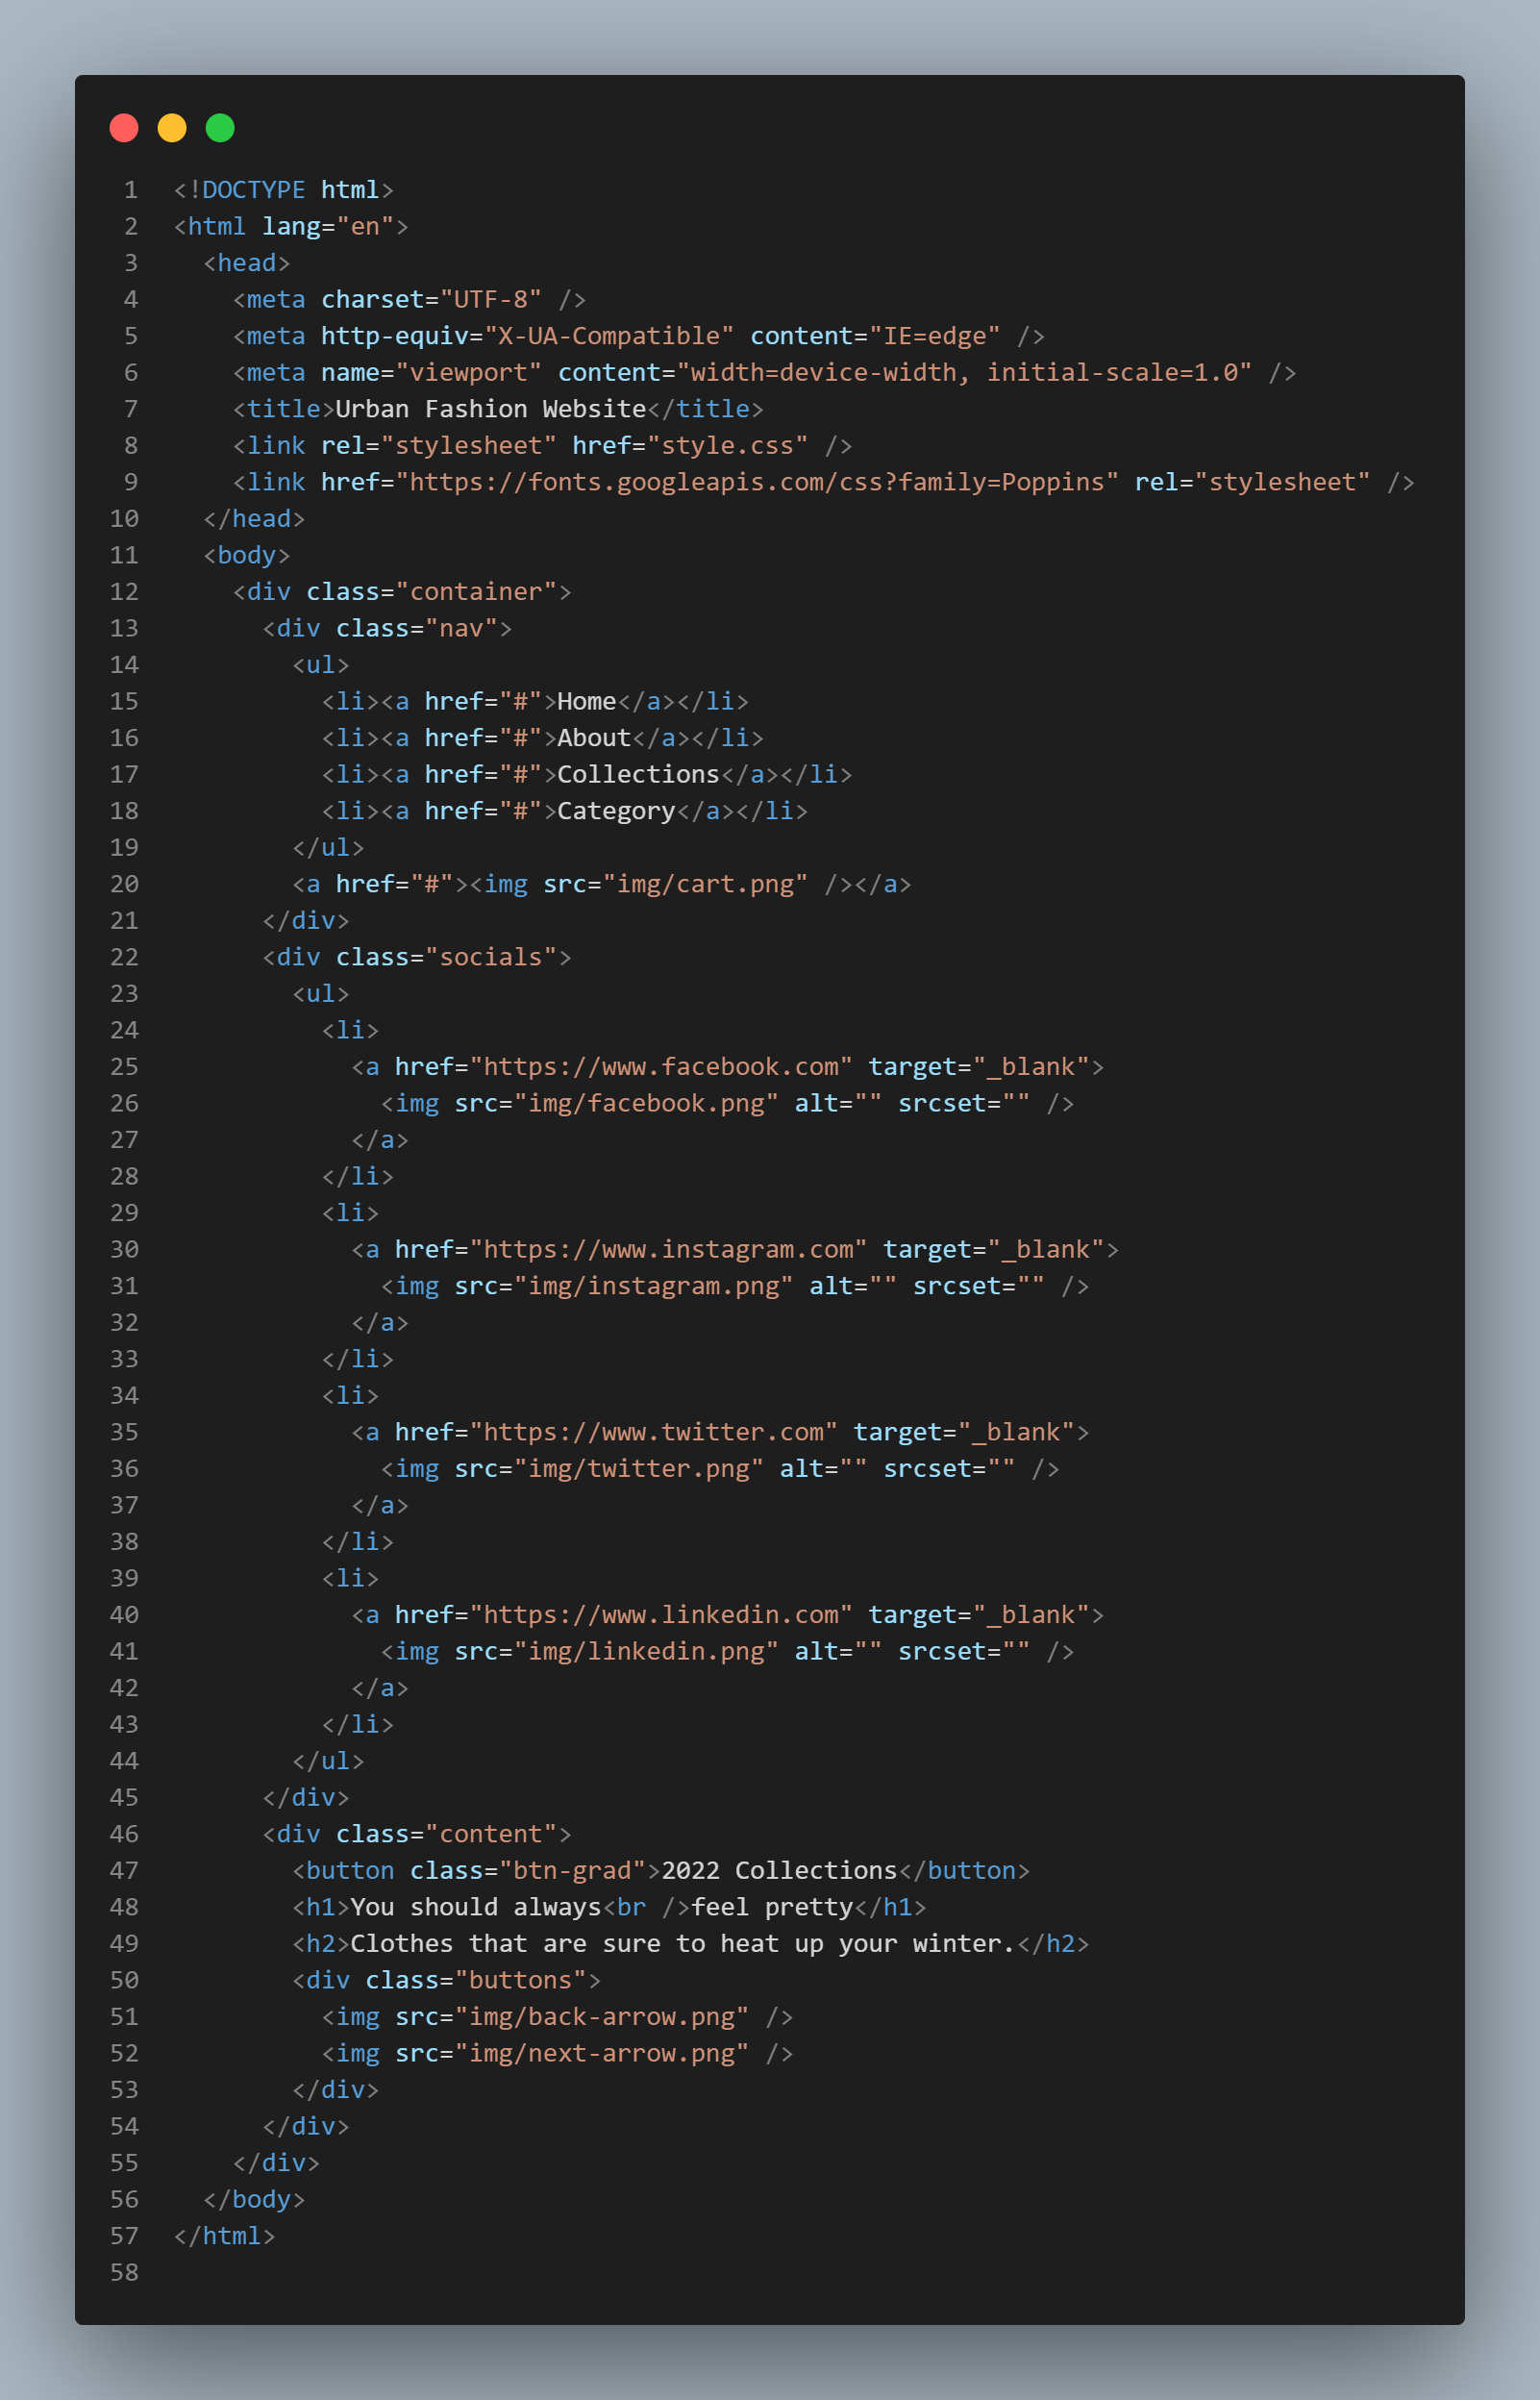 1 <!DOCTYPE html>
2 <html lang="en">
3   <head>
4     <meta charset="UTF-8" />
5     <meta http-equiv="X-UA-Compatible" content="IE=edge" />
6     <meta name="viewport" content="width=device-width, initial-scale=1.0" />
7     <title>Urban Fashion Website</title>
8     <link rel="stylesheet" href="style.css" />
9     <link href="https://fonts.googleapis.com/css?family=Poppins" rel="stylesheet" />
10   </head>
11   <body>
12     <div class="container">
13       <div class="nav">
14         <ul>
15           <li><a href="#">Home</a></li>
16           <li><a href="#">About</a></li>
17           <li><a href="#">Collections</a></li>
18           <li><a href="#">Category</a></li>
19         </ul>
20         <a href="#"><img src="img/cart.png" /></a>
21       </div>
22       <div class="socials">
23         <ul>
24           <li>
25             <a href="https://www.facebook.com" target="_blank">
26               <img src="img/facebook.png" alt="" srcset="" />
27             </a>
28           </li>
29           <li>
30             <a href="https://www.instagram.com" target="_blank">
31               <img src="img/instagram.png" alt="" srcset="" />
32             </a>
33           </li>
34           <li>
35             <a href="https://www.twitter.com" target="_blank">
36               <img src="img/twitter.png" alt="" srcset="" />
37             </a>
38           </li>
39           <li>
40             <a href="https://www.linkedin.com" target="_blank">
41               <img src="img/linkedin.png" alt="" srcset="" />
42             </a>
43           </li>
44         </ul>
45       </div>
46       <div class="content">
47         <button class="btn-grad">2022 Collections</button>
48         <h1>You should always<br />feel pretty</h1>
49         <h2>Clothes that are sure to heat up your winter.</h2>
50         <div class="buttons">
51           <img src="img/back-arrow.png" />
52           <img src="img/next-arrow.png" />
53         </div>
54       </div>
55     </div>
56   </body>
57 </html>
58